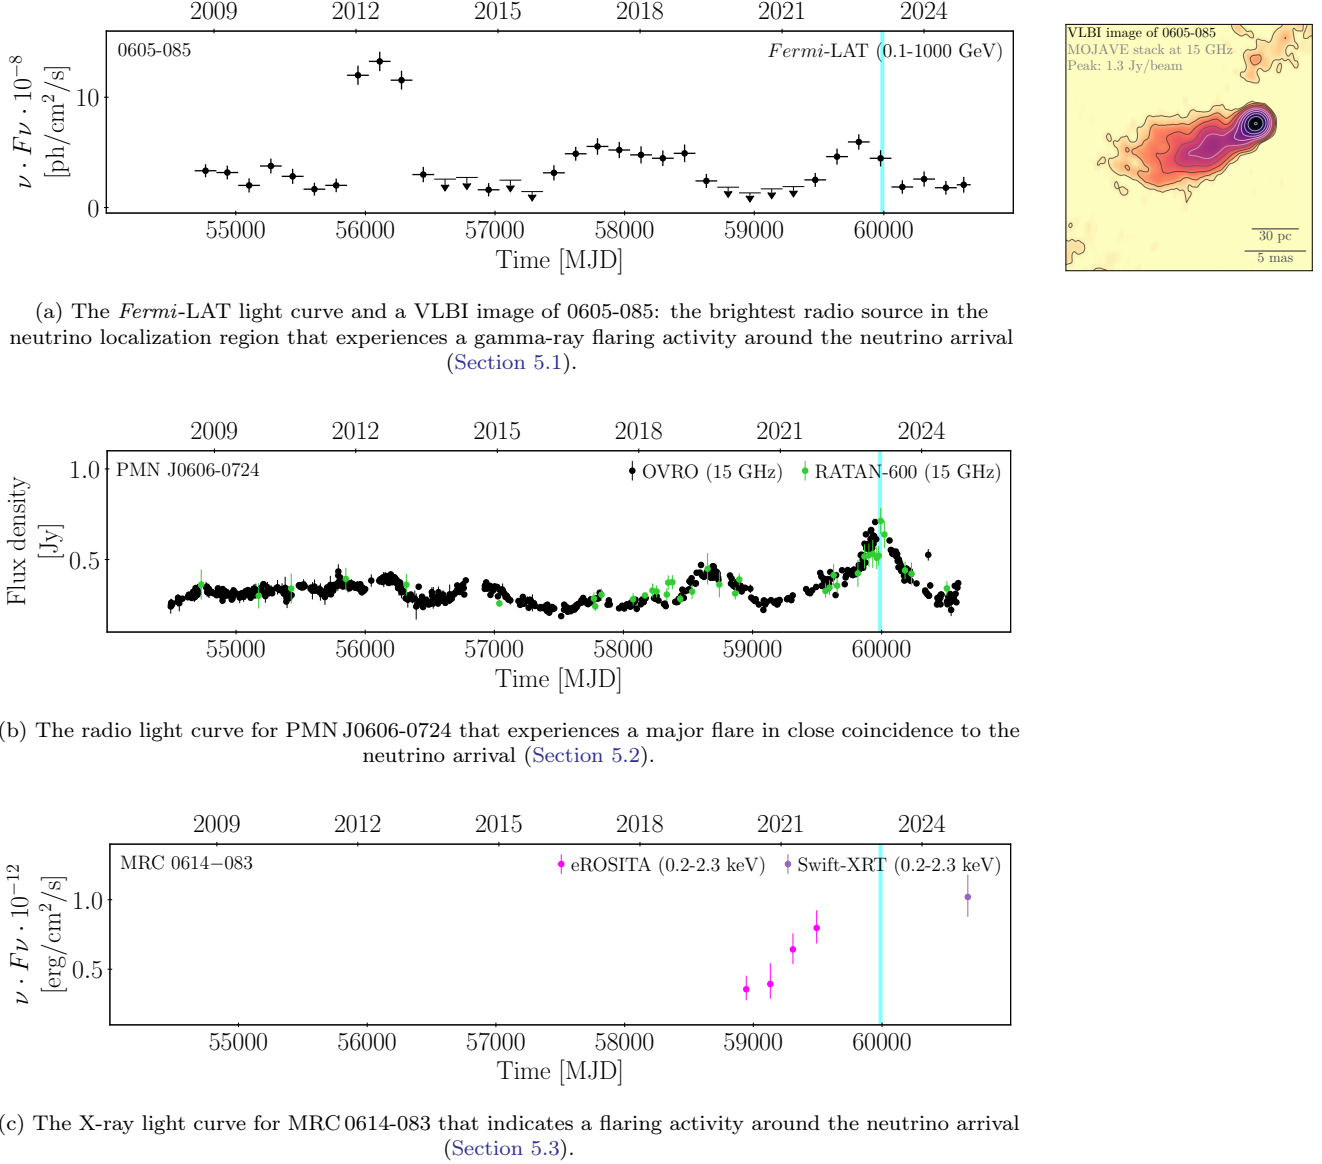 2009 2012 2015 2018 2021 2024
0605-085
Fermi-LAT (0.1-1000 GeV)
ν · Fν · 10⁻⁸
[ph/cm²/s]
10
0
55000 56000 57000 58000 59000 60000
Time [MJD]
VLBI image of 0605-085
MOJAVE stack at 15 GHz
Peak: 1.3 Jy/beam
30 pc
5 mas
(a) The Fermi-LAT light curve and a VLBI image of 0605-085: the brightest radio source in the
neutrino localization region that experiences a gamma-ray flaring activity around the neutrino arrival
(Section 5.1).
2009 2012 2015 2018 2021 2024
PMN J0606-0724
OVRO (15 GHz) RATAN-600 (15 GHz)
Flux density
[Jy]
1.0
0.5
55000 56000 57000 58000 59000 60000
Time [MJD]
(b) The radio light curve for PMN J0606-0724 that experiences a major flare in close coincidence to the
neutrino arrival (Section 5.2).
2009 2012 2015 2018 2021 2024
MRC 0614−083
eROSITA (0.2-2.3 keV) Swift-XRT (0.2-2.3 keV)
ν · Fν · 10⁻¹²
[erg/cm²/s]
1.0
0.5
55000 56000 57000 58000 59000 60000
Time [MJD]
(c) The X-ray light curve for MRC 0614-083 that indicates a flaring activity around the neutrino arrival
(Section 5.3).